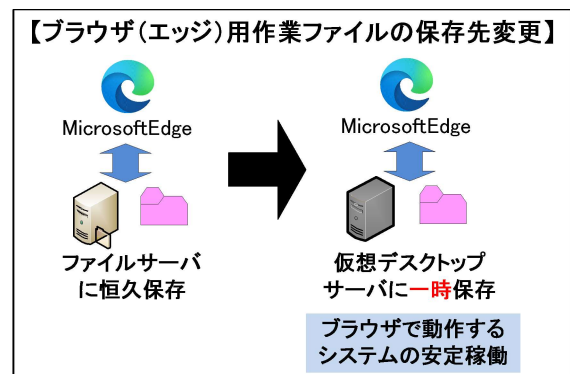 【ブラウザ（エッジ）用作業ファイルの保存先変更】
MicrosoftEdge
ファイルサーバ
に恒久保存
MicrosoftEdge
仮想デスクトップ
サーバに一時保存
ブラウザで動作する
システムの安定稼働